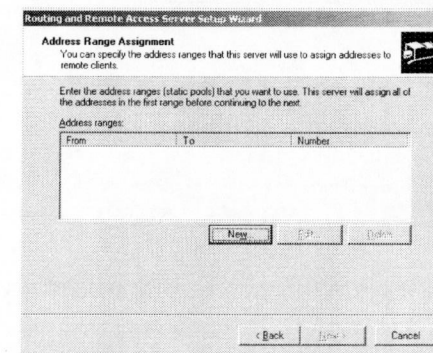 Routing and Remote Access Server Setup Wizard
Address Range Assignment
You can specify the address ranges that this server will use to assign addresses to
remote clients.
Enter the address ranges (static pools) that you want to use. This server will assign all of
the addresses in the first range before continuing to the next.
Address ranges:
From To Number
New Edit... Delete
< Back Next > Cancel